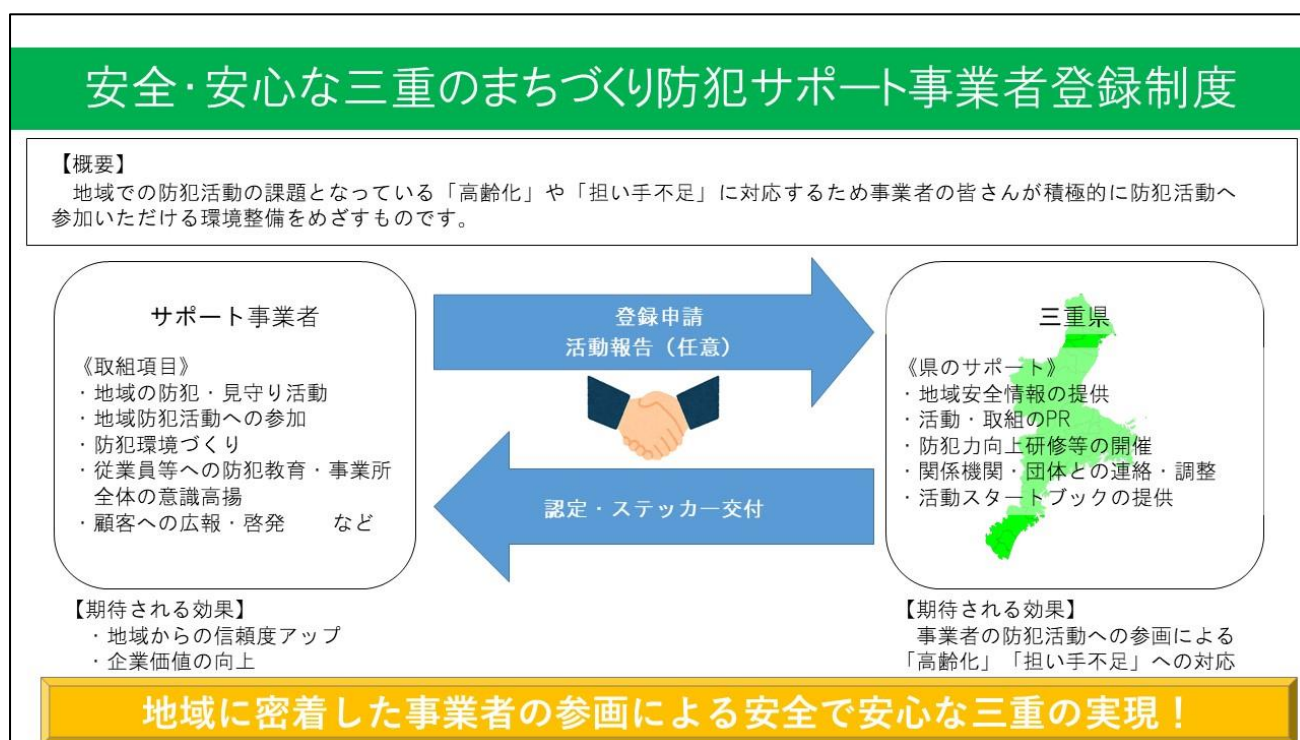 安全・安心な三重のまちづくり防犯サポート事業者登録制度
【概要】
地域での防犯活動の課題となっている「高齢化」や「担い手不足」に対応するため事業者の皆さんが積極的に防犯活動へ
参加いただける環境整備をめざすものです。
サポート事業者
《取組項目》
・地域の防犯・見守り活動
・地域防犯活動への参加
・防犯環境づくり
・従業員等への防犯教育・事業所
全体の意識高揚
・顧客への広報・啓発　　など
【期待される効果】
・地域からの信頼度アップ
・企業価値の向上
登録申請
活動報告（任意）
認定・ステッカー交付
三重県
《県のサポート》
・地域安全情報の提供
・活動・取組のPR
・防犯力向上研修等の開催
・関係機関・団体との連絡・調整
・活動スタートブックの提供
【期待される効果】
事業者の防犯活動への参画による
「高齢化」「担い手不足」への対応
地域に密着した事業者の参画による安全で安心な三重の実現！